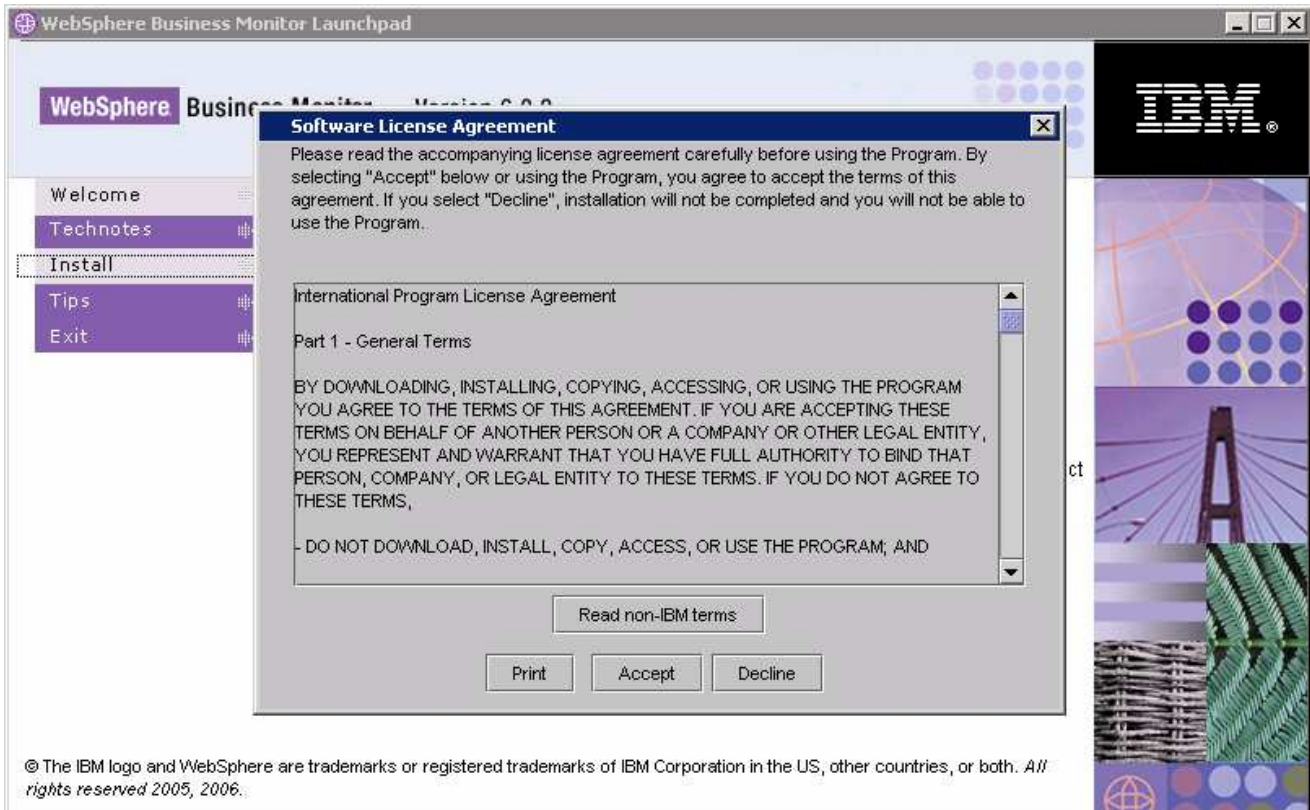 WebSphere Business Monitor Launchpad
WebSphere Business Monitor Version 6.0.2
IBM®
Welcome
Technotes
Install
Tips
Exit
Software License Agreement
Please read the accompanying license agreement carefully before using the Program. By
selecting "Accept" below or using the Program, you agree to accept the terms of this
agreement. If you select "Decline", installation will not be completed and you will not be able to
use the Program.
International Program License Agreement
Part 1 - General Terms
BY DOWNLOADING, INSTALLING, COPYING, ACCESSING, OR USING THE PROGRAM
YOU AGREE TO THE TERMS OF THIS AGREEMENT. IF YOU ARE ACCEPTING THESE
TERMS ON BEHALF OF ANOTHER PERSON OR A COMPANY OR OTHER LEGAL ENTITY,
YOU REPRESENT AND WARRANT THAT YOU HAVE FULL AUTHORITY TO BIND THAT
PERSON, COMPANY, OR LEGAL ENTITY TO THESE TERMS. IF YOU DO NOT AGREE TO
THESE TERMS,
- DO NOT DOWNLOAD, INSTALL, COPY, ACCESS, OR USE THE PROGRAM; AND
ct
Read non-IBM terms
Print
Accept
Decline
© The IBM logo and WebSphere are trademarks or registered trademarks of IBM Corporation in the US, other countries, or both. All
rights reserved 2005, 2006.